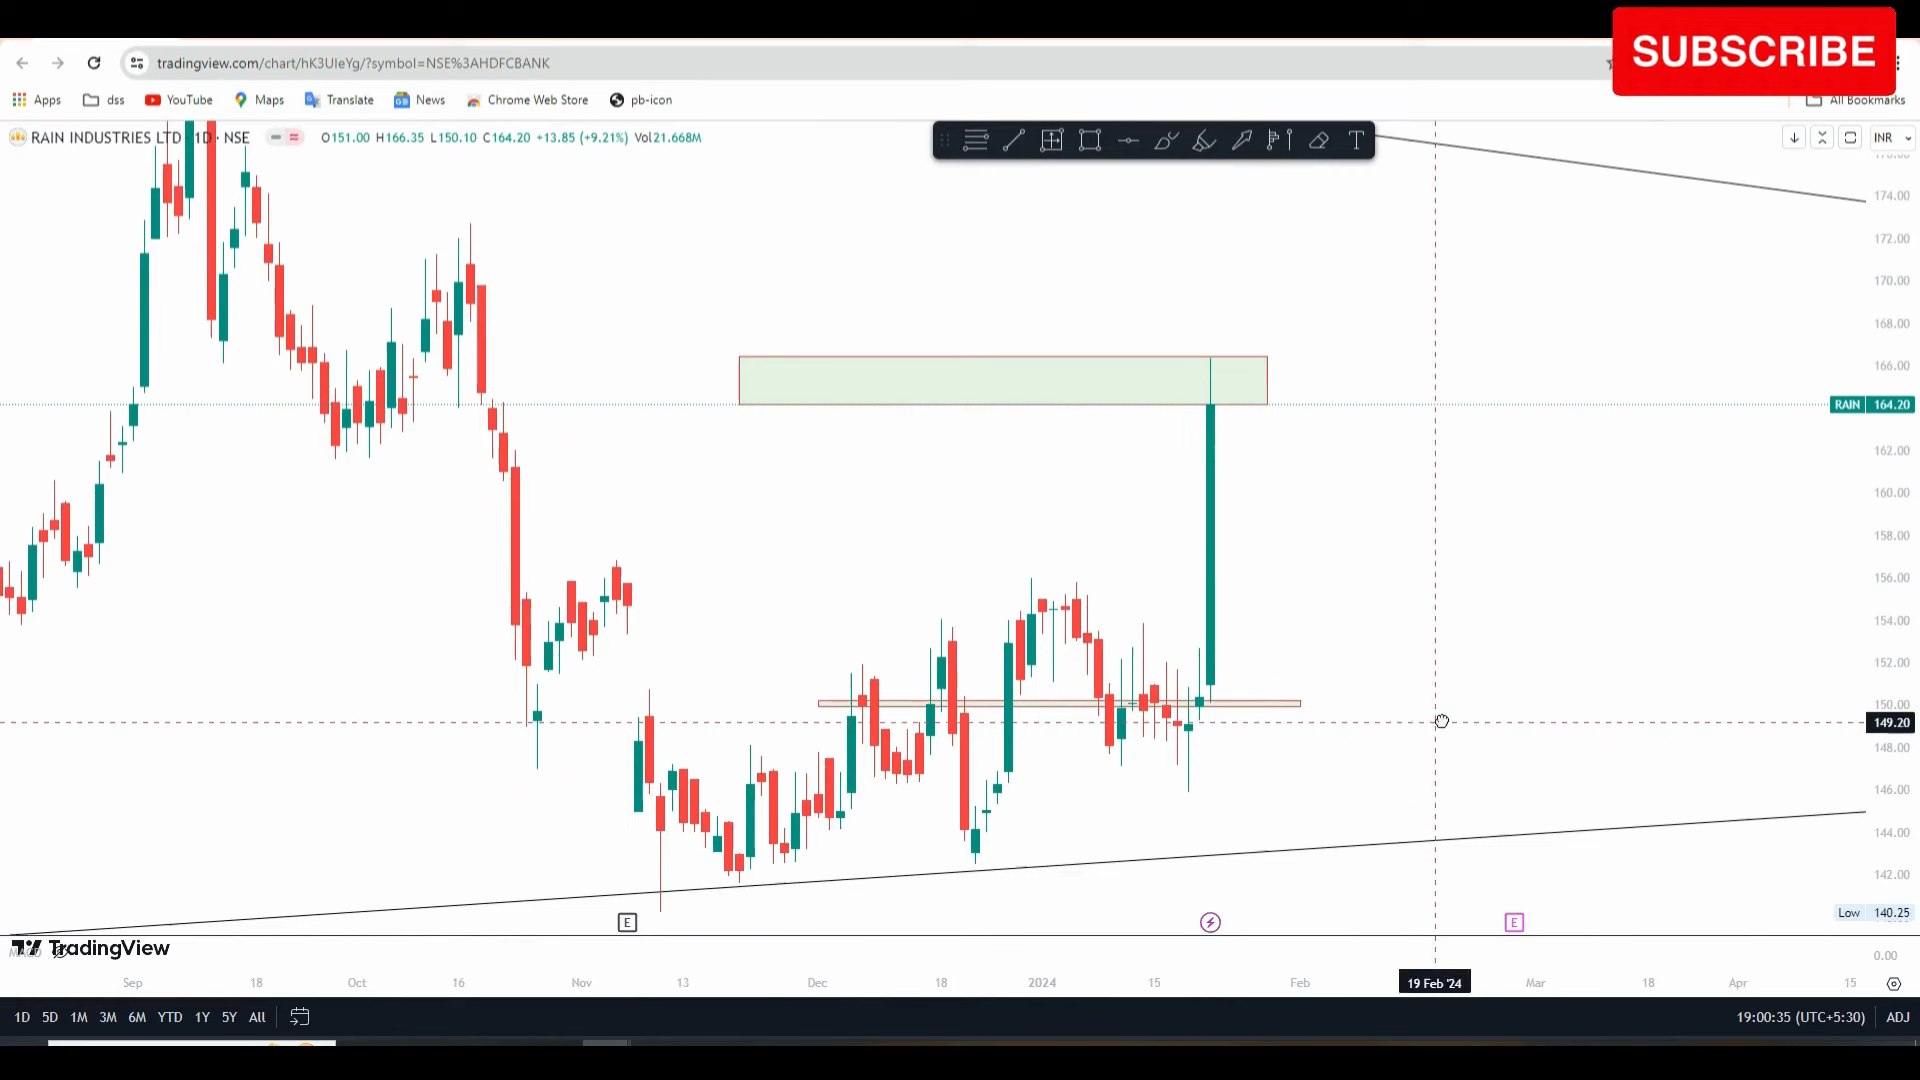 SUBSCRIBE
tradingview.com/chart/hK3UIeYg/?symbol=NSE%3AHDFCBANK
Apps dss YouTube Maps Translate News Chrome Web Store pb-icon All Bookmarks
RAIN INDUSTRIES LTD · 1D · NSE O151.00 H166.35 L150.10 C164.20 +13.85 (+9.21%) Vol21.668M
INR
T
174.00
172.00
170.00
168.00
166.00
RAIN 164.20
162.00
160.00
158.00
156.00
154.00
152.00
150.00
149.20
148.00
146.00
144.00
142.00
Low 140.25
E
E
TradingView
MACD
0.00
Sep 18 Oct 16 Nov 13 Dec 18 2024 15 Feb 19 Feb '24 Mar 18 Apr 15
1D 5D 1M 3M 6M YTD 1Y 5Y All
19:00:35 (UTC+5:30) ADJ